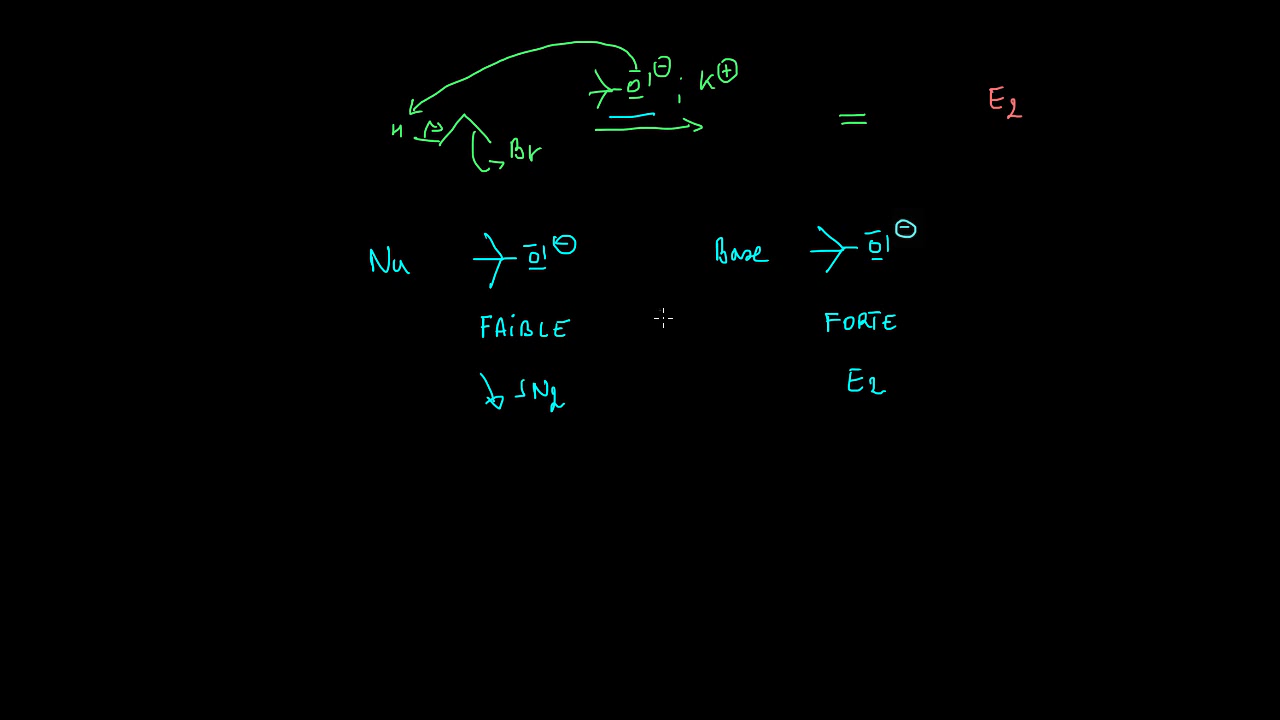 O ⊖ ; K ⊕
E2
H
Br
=
Nu O ⊖ Base O ⊖
FAiBLE FORTE
↓ SN2 E2